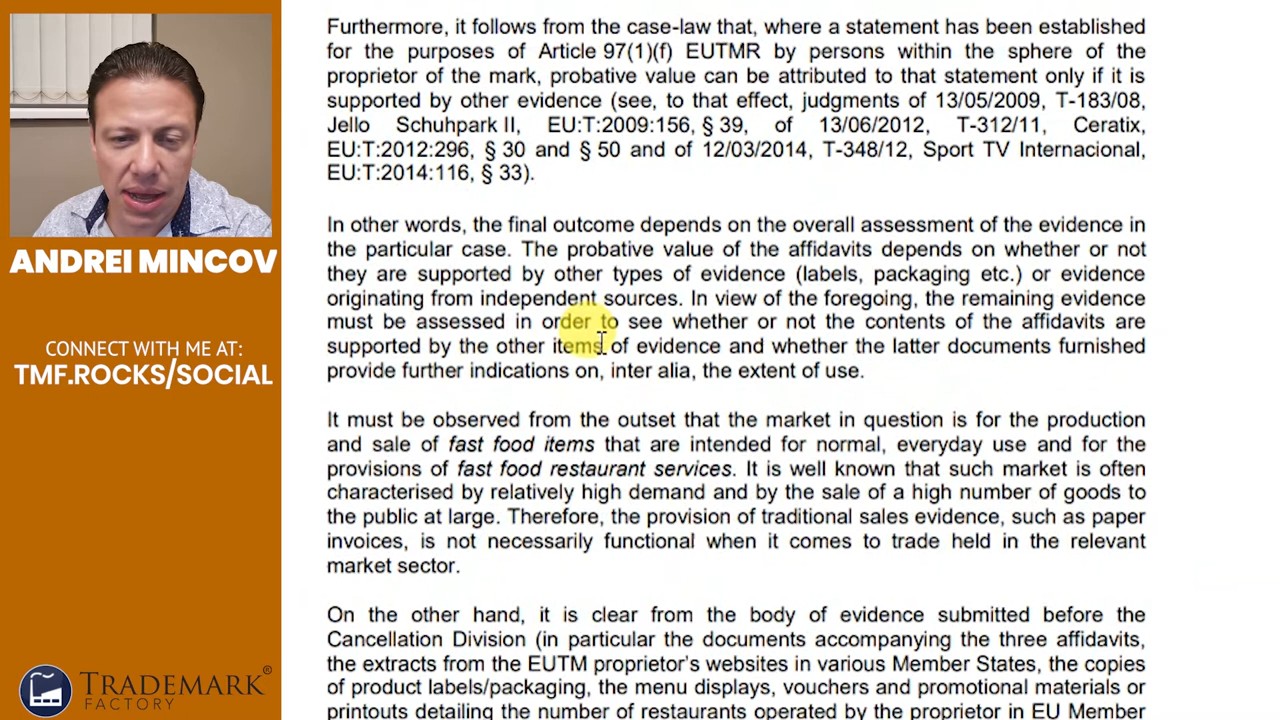 Furthermore, it follows from the case-law that, where a statement has been established
for the purposes of Article 97(1)(f) EUTMR by persons within the sphere of the
proprietor of the mark, probative value can be attributed to that statement only if it is
supported by other evidence (see, to that effect, judgments of 13/05/2009, T-183/08,
Jello Schuhpark II, EU:T:2009:156, § 39, of 13/06/2012, T-312/11, Ceratix,
EU:T:2012:296, § 30 and § 50 and of 12/03/2014, T-348/12, Sport TV Internacional,
EU:T:2014:116, § 33).
In other words, the final outcome depends on the overall assessment of the evidence in
the particular case. The probative value of the affidavits depends on whether or not
they are supported by other types of evidence (labels, packaging etc.) or evidence
originating from independent sources. In view of the foregoing, the remaining evidence
must be assessed in order to see whether or not the contents of the affidavits are
supported by the other items of evidence and whether the latter documents furnished
provide further indications on, inter alia, the extent of use.
It must be observed from the outset that the market in question is for the production
and sale of fast food items that are intended for normal, everyday use and for the
provisions of fast food restaurant services. It is well known that such market is often
characterised by relatively high demand and by the sale of a high number of goods to
the public at large. Therefore, the provision of traditional sales evidence, such as paper
invoices, is not necessarily functional when it comes to trade held in the relevant
market sector.
On the other hand, it is clear from the body of evidence submitted before the
Cancellation Division (in particular the documents accompanying the three affidavits,
the extracts from the EUTM proprietor's websites in various Member States, the copies
of product labels/packaging, the menu displays, vouchers and promotional materials or
printouts detailing the number of restaurants operated by the proprietor in EU Member
ANDREI MINCOV
CONNECT WITH ME AT:
TMF.ROCKS/SOCIAL
TRADEMARK®
FACTORY